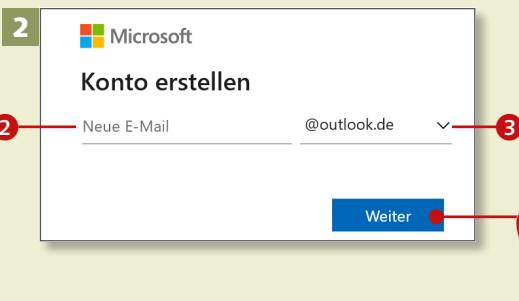 2
Microsoft
Konto erstellen
2 Neue E-Mail @outlook.de 3
Weiter